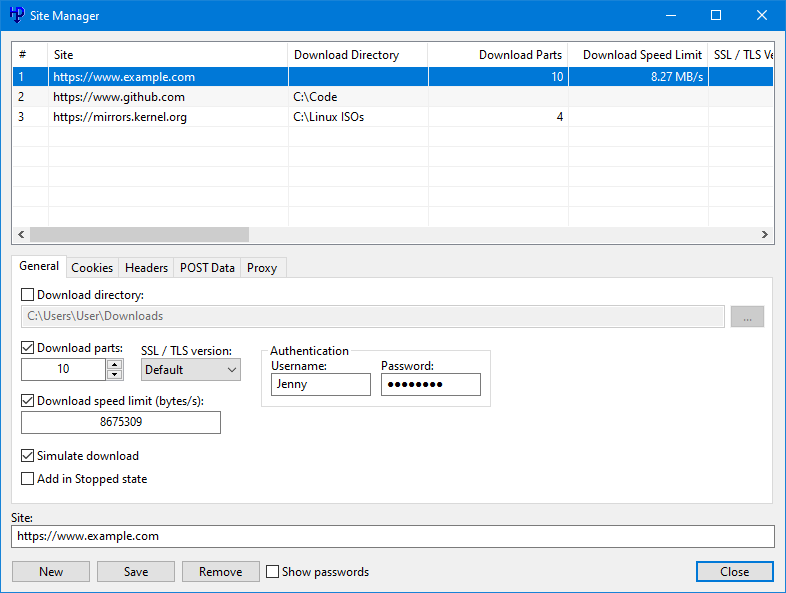 Site Manager
# Site Download Directory Download Parts Download Speed Limit SSL / TLS Ve
1 https://www.example.com 10 8.27 MB/s
2 https://www.github.com C:\Code
3 https://mirrors.kernel.org C:\Linux ISOs 4
General Cookies Headers POST Data Proxy
Download directory:
C:\Users\User\Downloads ...
Download parts: SSL / TLS version: Authentication
Username: Password:
10 Default Jenny ●●●●●●●●
Download speed limit (bytes/s):
8675309
Simulate download
Add in Stopped state
Site:
https://www.example.com
New Save Remove Show passwords Close